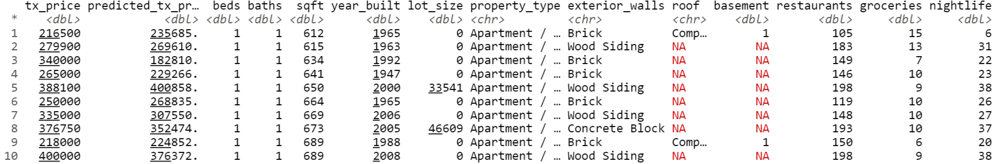 tx_price predicted_tx_pr… beds baths sqft year_built lot_size property_type exterior_walls roof basement restaurants groceries nightlife
* <dbl> <dbl> <dbl> <dbl> <dbl> <dbl> <dbl> <chr> <chr> <chr> <dbl> <dbl> <dbl> <dbl>
1 216500 235685. 1 1 612 1965 0 Apartment / … Brick Comp… 1 105 15 6
2 279900 269610. 1 1 615 1963 0 Apartment / … Wood Siding NA NA 183 13 31
3 340000 182810. 1 1 634 1992 0 Apartment / … Brick NA NA 149 7 22
4 265000 229266. 1 1 641 1947 0 Apartment / … Brick NA NA 146 10 23
5 388100 400858. 1 1 650 2000 33541 Apartment / … Wood Siding NA NA 198 9 38
6 250000 268835. 1 1 664 1965 0 Apartment / … Brick NA NA 119 10 26
7 335000 307550. 1 1 669 2006 0 Apartment / … Wood Siding NA NA 148 10 27
8 376750 352474. 1 1 673 2005 46609 Apartment / … Concrete Block NA NA 193 10 37
9 218000 224852. 1 1 689 1988 0 Apartment / … Brick Comp… 1 150 6 20
10 400000 376372. 1 1 689 2008 0 Apartment / … Wood Siding NA NA 198 9 38